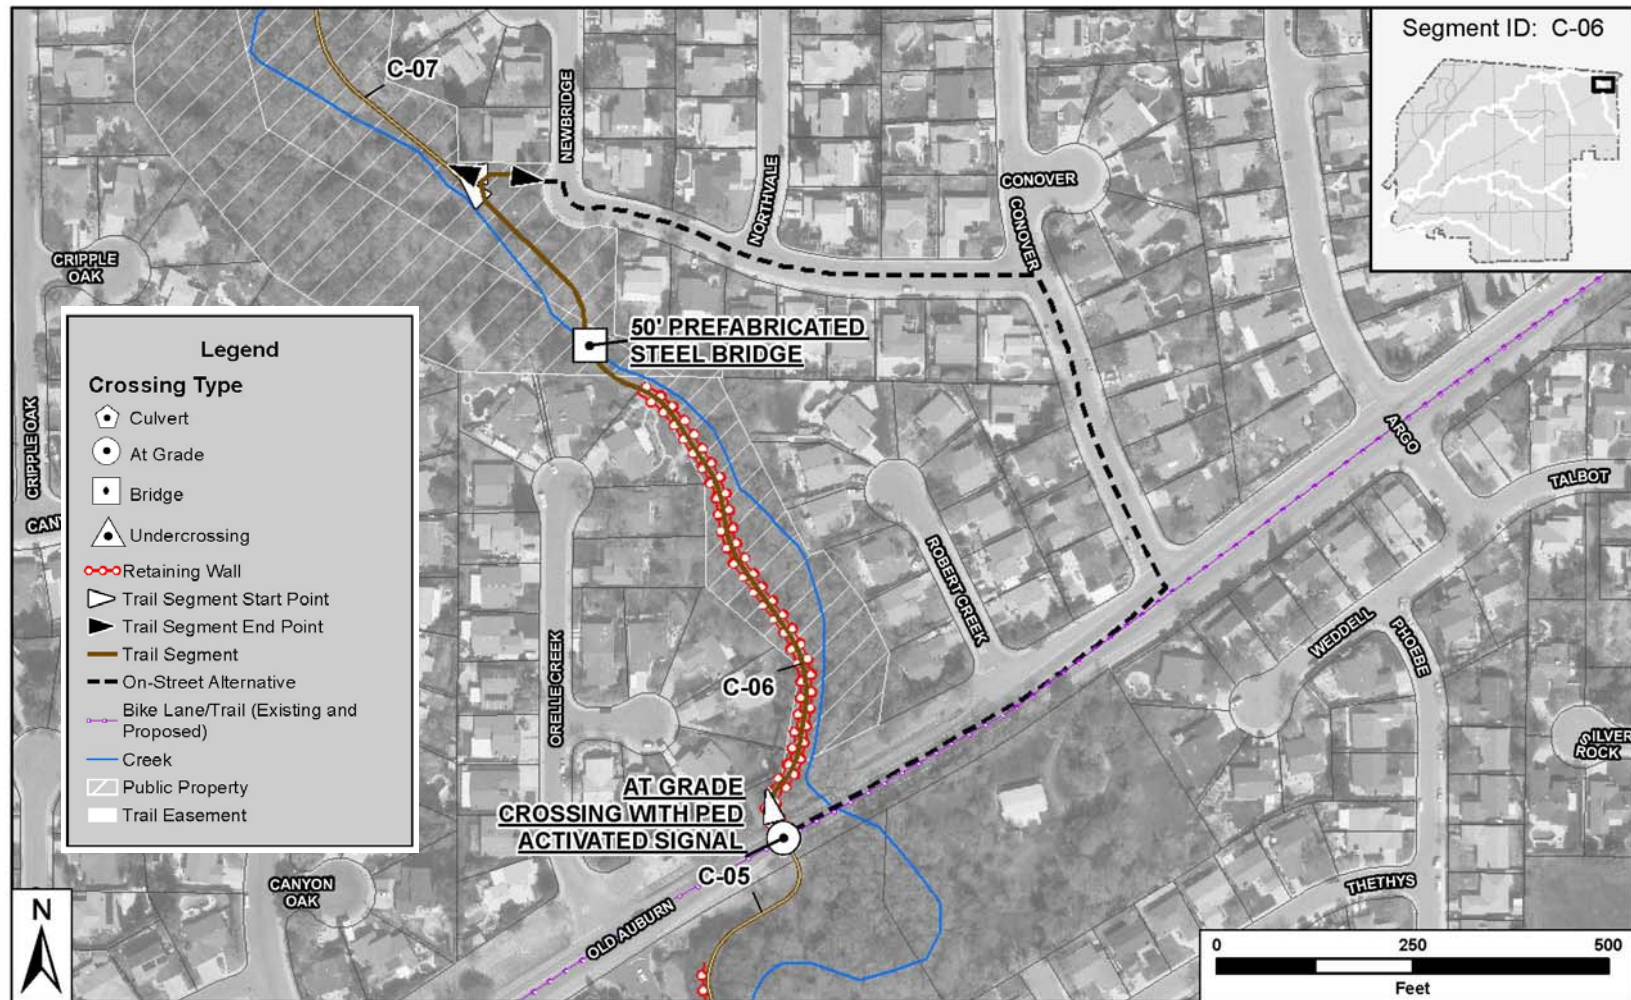 Segment ID: C-06
C-07
NEWBRIDGE
NORTHVALE
CONOVER
CONOVER
CRIPPLE
OAK
50' PREFABRICATED
STEEL BRIDGE
Legend
Crossing Type
Culvert
At Grade
Bridge
Undercrossing
Retaining Wall
Trail Segment Start Point
Trail Segment End Point
Trail Segment
On-Street Alternative
Bike Lane/Trail (Existing and
Proposed)
Creek
Public Property
Trail Easement
CRIPPLE OAK
CANY
ARGO
TALBOT
ROBERT CREEK
WEDDELL
PHOEBE
ORELLE CREEK
C-06
SILVER
ROCK
AT GRADE
CROSSING WITH PED
ACTIVATED SIGNAL
C-05
CANYON
OAK
THETHYS
OLD AUBURN
N
0 250 500
Feet